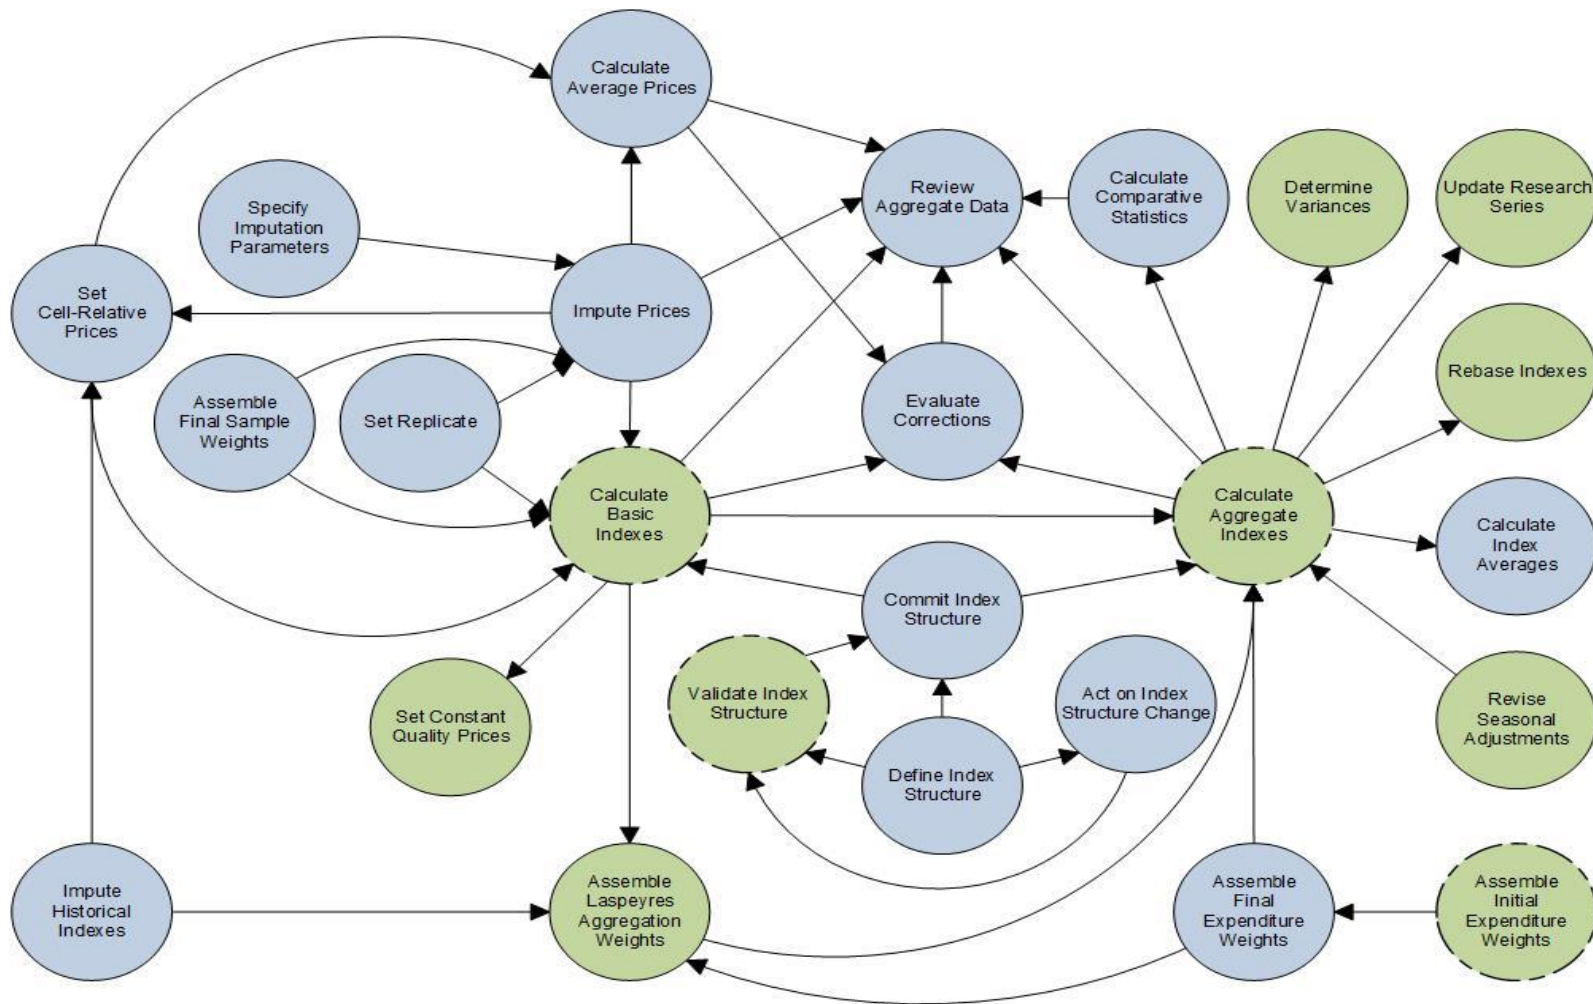 Calculate
Average Prices
Specify
Imputation
Parameters
Review
Aggregate Data
Calculate
Comparative
Statistics
Determine
Variances
Update Research
Series
Set
Cell-Relative
Prices
Impute Prices
Rebase Indexes
Assemble
Final Sample
Weights
Set Replicate
Evaluate
Corrections
Calculate
Basic
Indexes
Calculate
Aggregate
Indexes
Calculate
Index
Averages
Commit Index
Structure
Set Constant
Quality Prices
Validate Index
Structure
Act on Index
Structure Change
Revise
Seasonal
Adjustments
Define Index
Structure
Impute
Historical
Indexes
Assemble
Laspeyres
Aggregation
Weights
Assemble
Final
Expenditure
Weights
Assemble
Initial
Expenditure
Weights